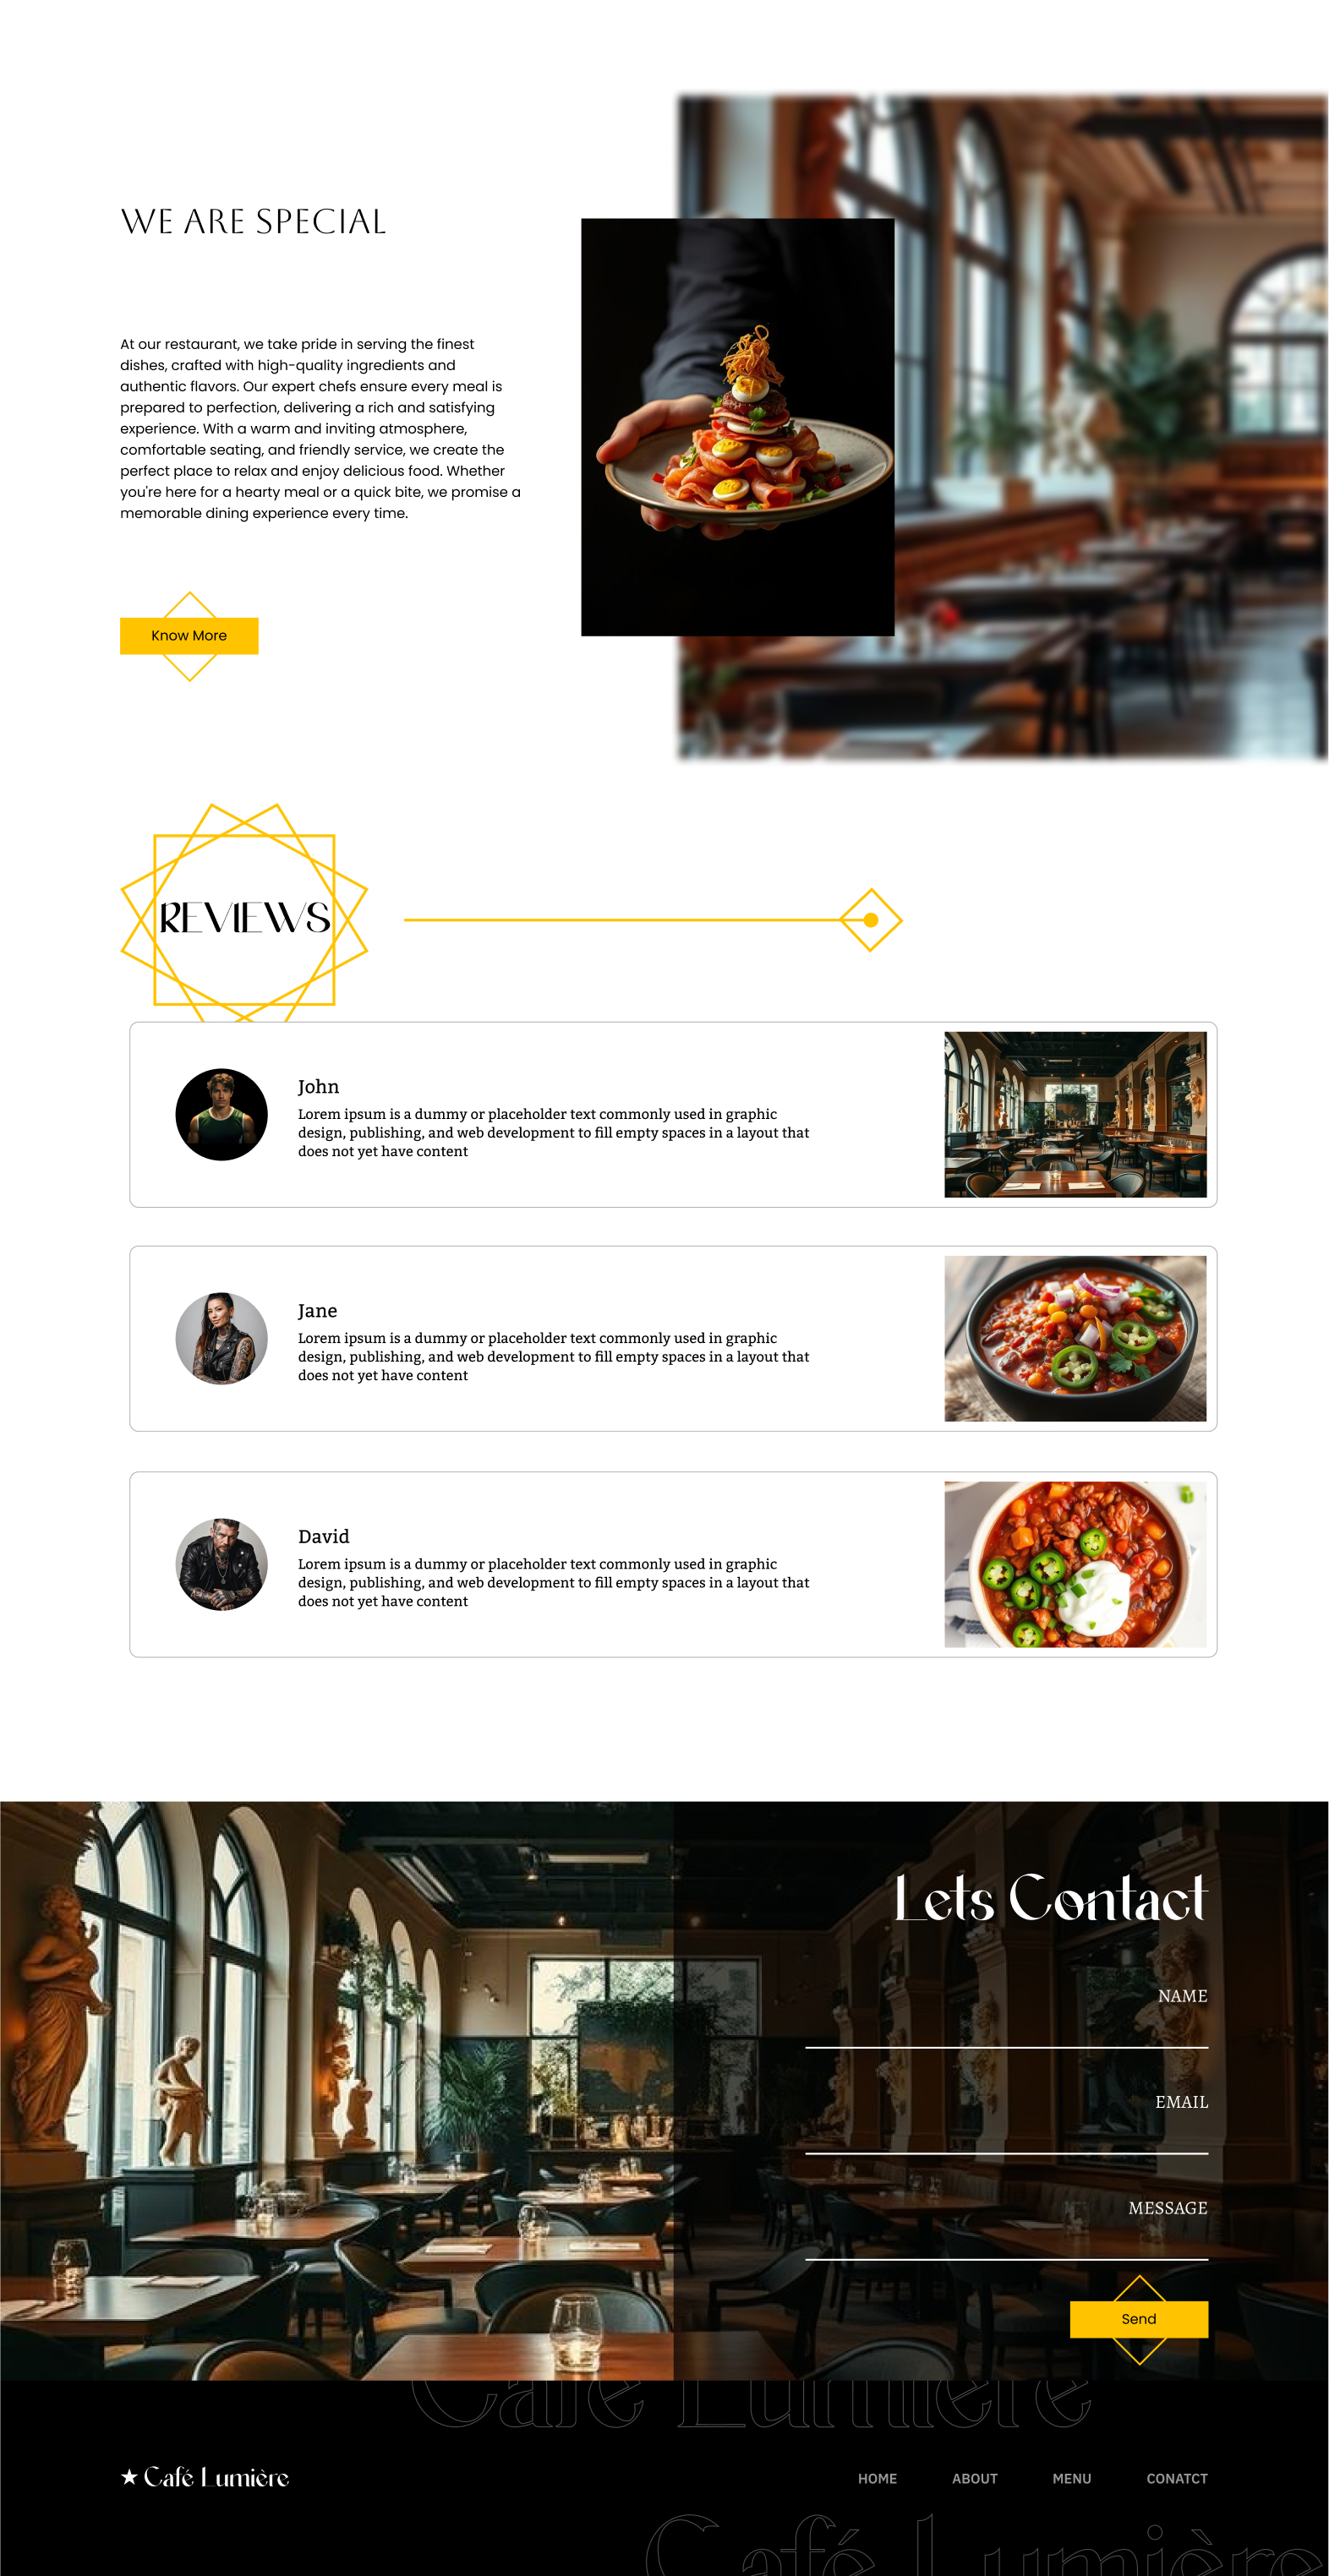 WE ARE SPECIAL
At our restaurant, we take pride in serving the finest
dishes, crafted with high-quality ingredients and
authentic flavors. Our expert chefs ensure every meal is
prepared to perfection, delivering a rich and satisfying
experience. With a warm and inviting atmosphere,
comfortable seating, and friendly service, we create the
perfect place to relax and enjoy delicious food. Whether
you're here for a hearty meal or a quick bite, we promise a
memorable dining experience every time.
Know More
REVIEWS
John
Lorem ipsum is a dummy or placeholder text commonly used in graphic
design, publishing, and web development to fill empty spaces in a layout that
does not yet have content
Jane
Lorem ipsum is a dummy or placeholder text commonly used in graphic
design, publishing, and web development to fill empty spaces in a layout that
does not yet have content
David
Lorem ipsum is a dummy or placeholder text commonly used in graphic
design, publishing, and web development to fill empty spaces in a layout that
does not yet have content
Lets Contact
NAME
EMAIL
MESSAGE
Send
Café Lumière
★ Café Lumière
HOME ABOUT MENU CONATCT
Café Lumière